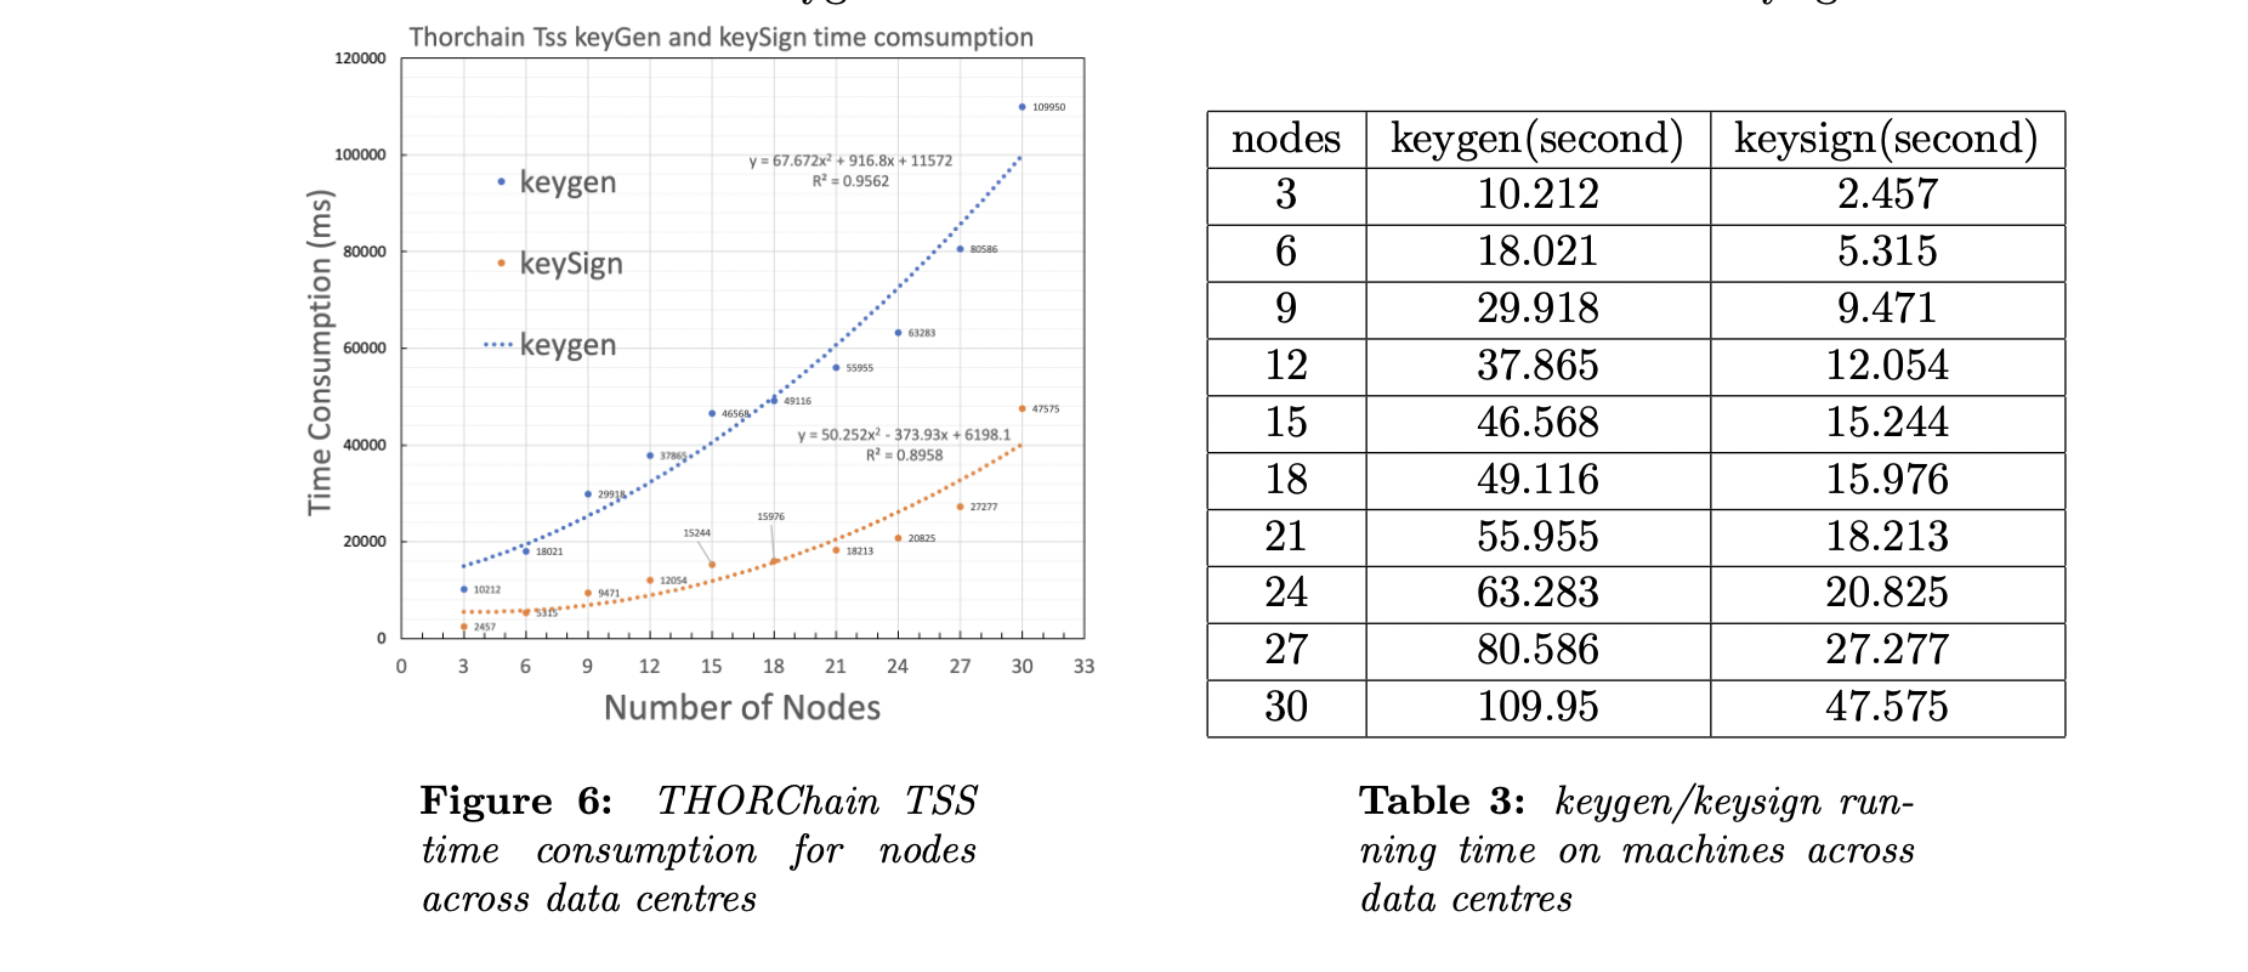 Thorchain Tss keyGen and keySign time comsumption
120000
100000
80000
60000
40000
20000
0
Time Consumption (ms)
keygen
keySign
keygen
y = 67.672x² + 916.8x + 11572
R² = 0.9562
y = 50.252x² - 373.93x + 6198.1
R² = 0.8958
109950
80586
63283
55955
49116
46568
37865
29918
18021
10212
47575
27277
20825
18213
15976
15244
12054
9471
5315
2457
0 3 6 9 12 15 18 21 24 27 30 33
Number of Nodes
Figure 6: THORChain TSS
time consumption for nodes
across data centres
nodes keygen(second) keysign(second)
3 10.212 2.457
6 18.021 5.315
9 29.918 9.471
12 37.865 12.054
15 46.568 15.244
18 49.116 15.976
21 55.955 18.213
24 63.283 20.825
27 80.586 27.277
30 109.95 47.575
Table 3: keygen/keysign run-
ning time on machines across
data centres